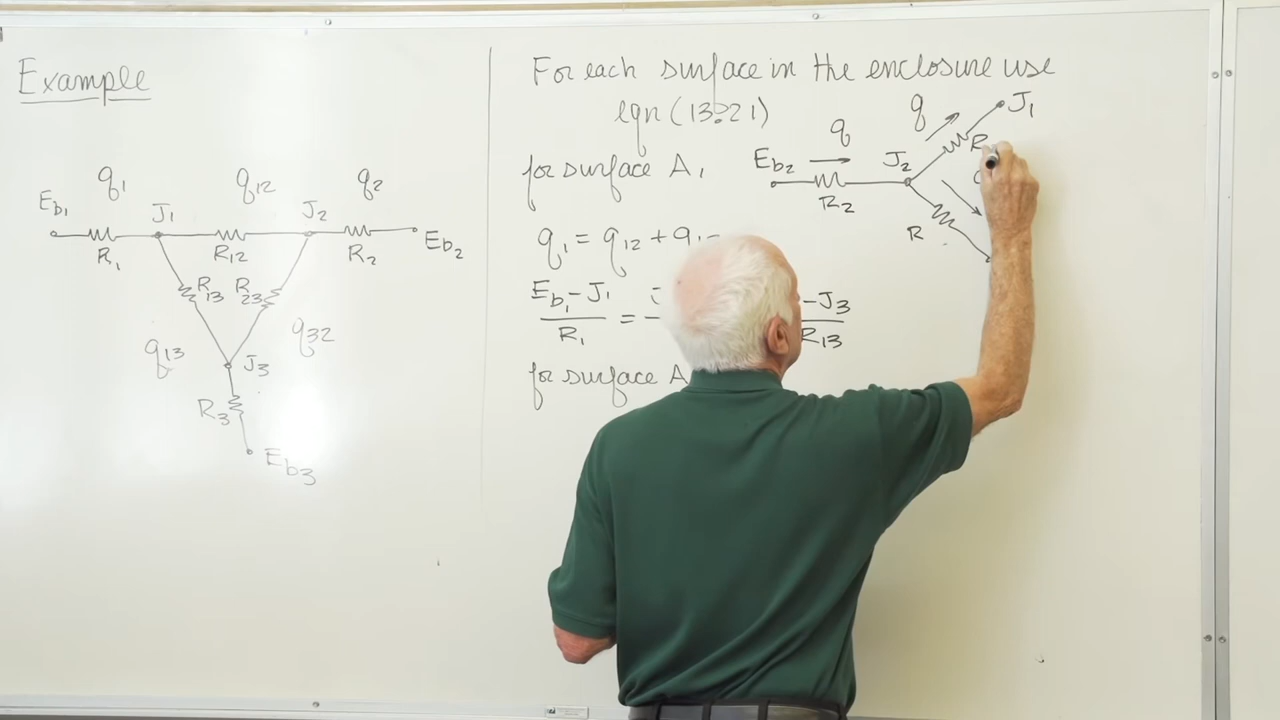 Example
q1 q12 q2
Eb1 J1 J2 Eb2
R1 R12 R2
R13 R23
q13 q32
J3
R3
Eb3
For each surface in the enclosure use
eqn (13.21)
for surface A1
q1 = q12 + q1
Eb1-J1 / R1 = -J3 / R13
for surface A
q q J1
Eb2 J2 R
R2 R